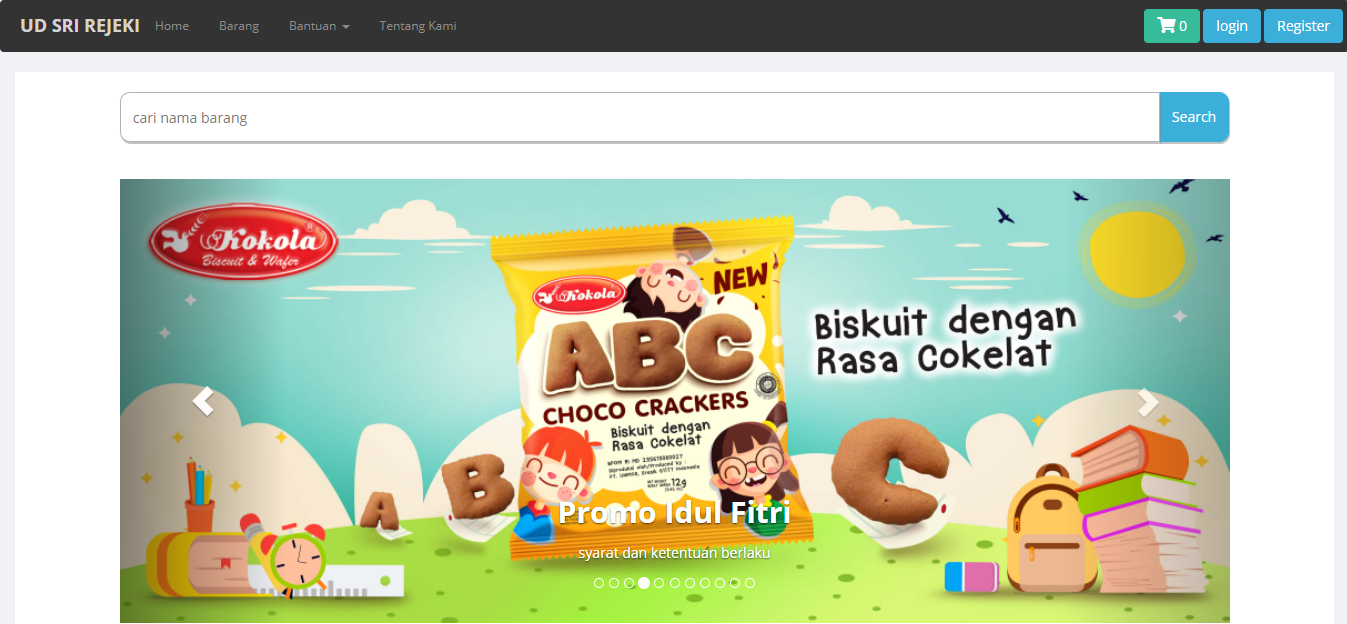 UD SRI REJEKI Home Barang Bantuan Tentang Kami 0 login Register
cari nama barang Search
Kokola
Biscuit & Wafer
NEW
Kokola
ABC
CHOCO CRACKERS
Biskuit dengan
Rasa Cokelat
12g
Biskuit dengan
Rasa Cokelat
A B C
Promo Idul Fitri
syarat dan ketentuan berlaku